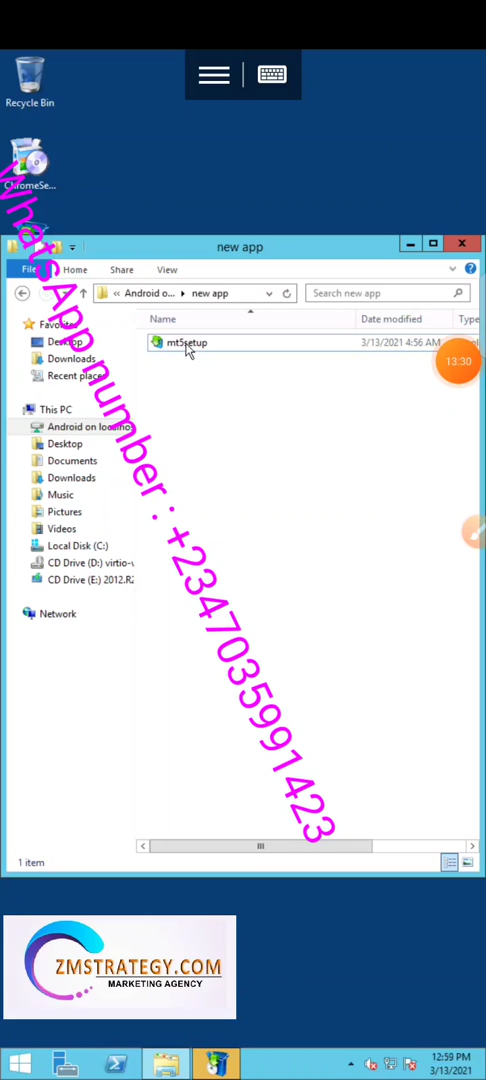 Recycle Bin
ChromeSe...
WhatsApp number : +2347035991423
new app
File
Home
Share
View
« Android o... ▸ new app
Search new app
Favorites
Desktop
Downloads
Recent places
This PC
Android on localhos
Desktop
Documents
Downloads
Music
Pictures
Videos
Local Disk (C:)
CD Drive (D:) virtio-v
CD Drive (E:) 2012.R2
Network
Name
Date modified
Type
mt5setup
3/13/2021 4:56 AM
13:30
1 item
ZMSTRATEGY.COM
MARKETING AGENCY
12:59 PM
3/13/2021